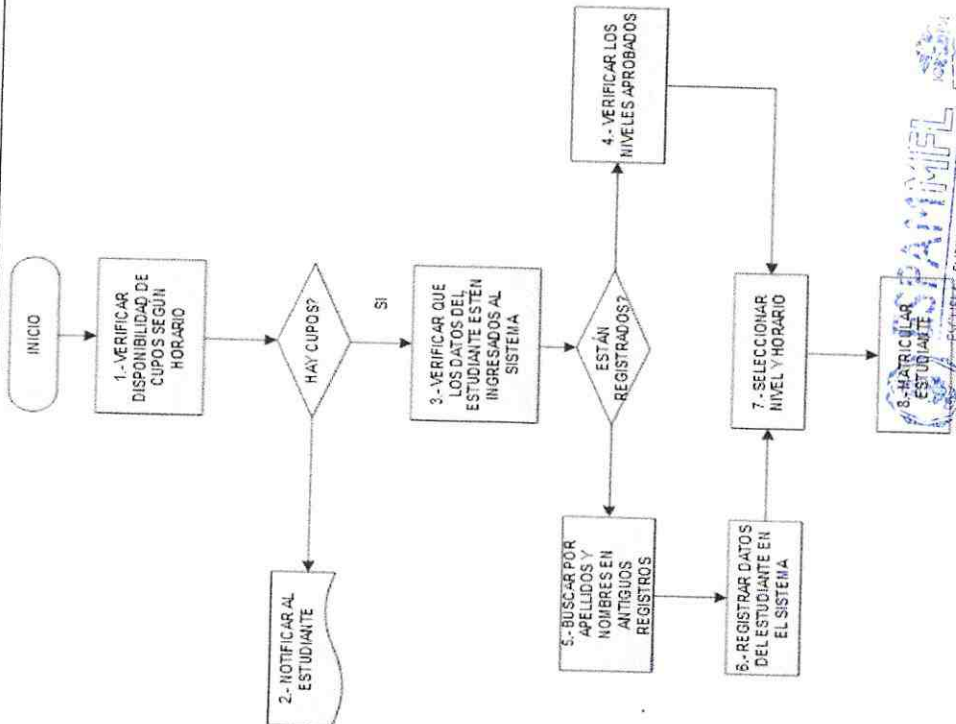 INICIO
1.-VERIFICAR
DISPONIBILIDAD DE
CUPOS SEGÚN
HORARIO
HAY CUPOS?
SI
2.- NOTIFICAR AL
ESTUDIANTE
3.-VERIFICAR QUE
LOS DATOS DEL
ESTUDIANTE ESTEN
INGRESADOS AL
SISTEMA
ESTÁN
REGISTRADOS?
4.- VERIFICAR LOS
NIVELES APROBADOS
5.-BUSCAR POR
APELLIDOS Y
NOMBRES EN
ANTIGUOS
REGISTROS
6.-REGISTRAR DATOS
DEL ESTUDIANTE EN
EL SISTEMA
7.-SELECCIONAR
NIVEL Y HORARIO
8.-MATRICULAR
ESTUDIANTE
ESPAMMFL